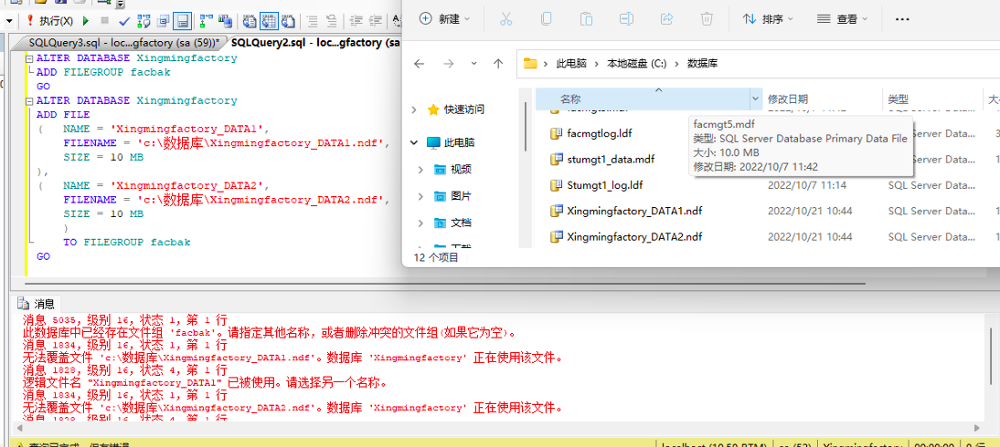 执行(X)
SQLQuery3.sql - loc...gfactory (sa (59))*
SQLQuery2.sql - loc...gfactory (sa
ALTER DATABASE Xingmingfactory
ADD FILEGROUP facbak
GO
ALTER DATABASE Xingmingfactory
ADD FILE
( NAME = 'Xingmingfactory_DATA1',
FILENAME = 'c:\数据库\Xingmingfactory_DATA1.ndf',
SIZE = 10 MB
),
( NAME = 'Xingmingfactory_DATA2',
FILENAME = 'c:\数据库\Xingmingfactory_DATA2.ndf',
SIZE = 10 MB
)
TO FILEGROUP facbak
GO
新建
排序
查看
此电脑 > 本地磁盘 (C:) > 数据库
快速访问
此电脑
视频
图片
文档
名称 修改日期 类型
facmgtlog.ldf SQL Server Data...
stumgt1_data.mdf SQL Server Data...
Stumgt1_log.ldf 2022/10/7 11:14 SQL Server Data...
Xingmingfactory_DATA1.ndf 2022/10/21 10:44 SQL Server Data...
Xingmingfactory_DATA2.ndf 2022/10/21 10:44 SQL Server Data...
facmgt5.mdf
类型: SQL Server Database Primary Data File
大小: 10.0 MB
修改日期: 2022/10/7 11:42
12 个项目
消息
消息 5035，级别 16，状态 1，第 1 行
此数据库中已经存在文件组 'facbak'。请指定其他名称，或者删除冲突的文件组(如果它为空)。
消息 1834，级别 16，状态 1，第 1 行
无法覆盖文件 'c:\数据库\Xingmingfactory_DATA1.ndf'。数据库 'Xingmingfactory' 正在使用该文件。
消息 1828，级别 16，状态 4，第 1 行
逻辑文件名 "Xingmingfactory_DATA1" 已被使用。请选择另一个名称。
消息 1834，级别 16，状态 1，第 1 行
无法覆盖文件 'c:\数据库\Xingmingfactory_DATA2.ndf'。数据库 'Xingmingfactory' 正在使用该文件。
消息 1828，级别 16，状态 4，第 1 行